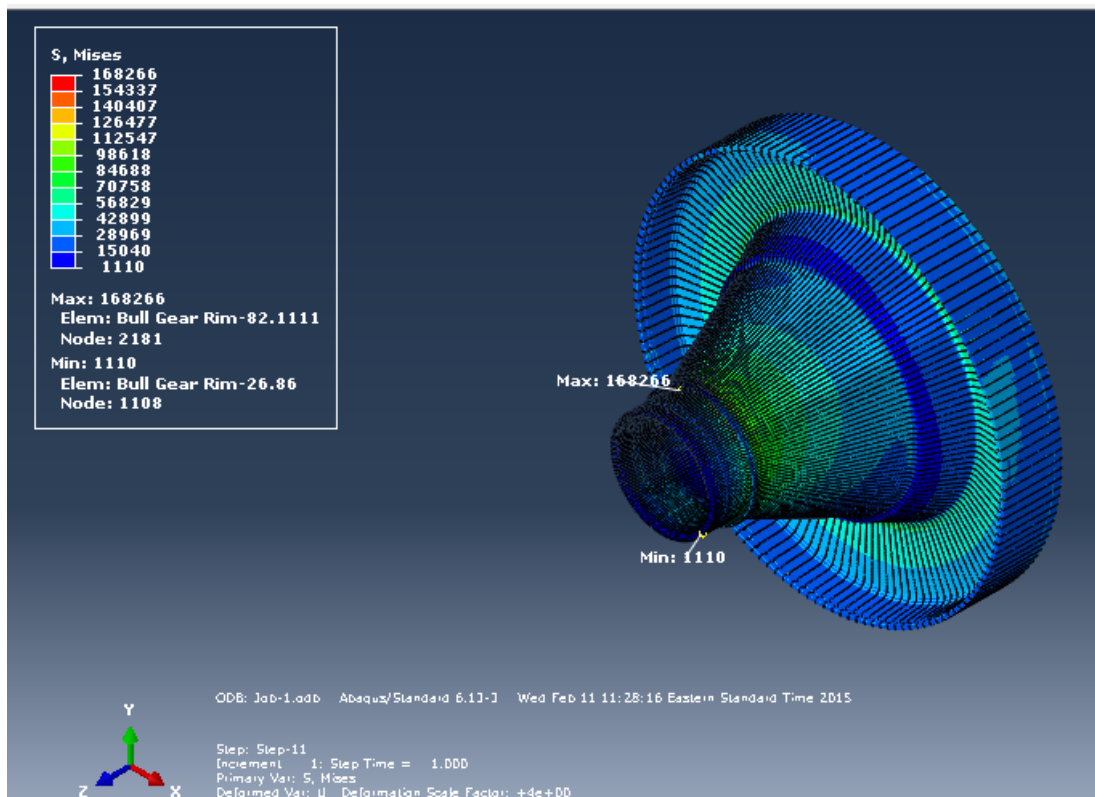 S, Mises
168266
154337
140407
126477
112547
98618
84688
70758
56829
42899
28969
15040
1110
Max: 168266
Elem: Bull Gear Rim-82.1111
Node: 2181
Min: 1110
Elem: Bull Gear Rim-26.86
Node: 1108
Max: 168266
Min: 1110
ODB: Job-1.odb Abaqus/Standard 6.13-3 Wed Feb 11 11:28:16 Eastern Standard Time 2015
Y
Z
X
Step: Step-11
Increment 1: Step Time = 1.000
Primary Var: S, Mises
Deformed Var: U Deformation Scale Factor: +4e+00